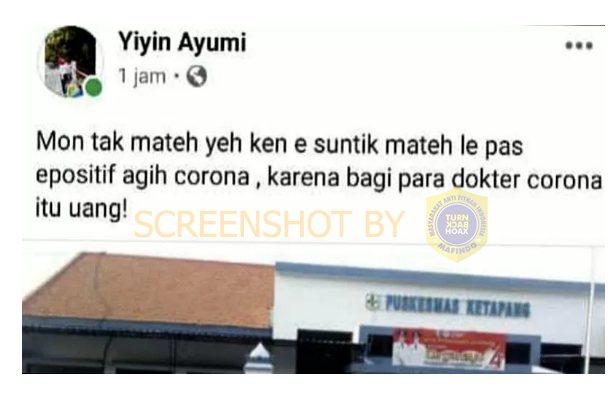 Yiyin Ayumi
1 jam
Mon tak mateh yeh ken e suntik mateh le pas
epositif agih corona , karena bagi para dokter corona
itu uang!
SCREENSHOT BY
MASYARAKAT ANTI FITNAH INDONESIA
TURN
BACK
HOAX
MAFINDO
PUSKESMAS KETAPANG